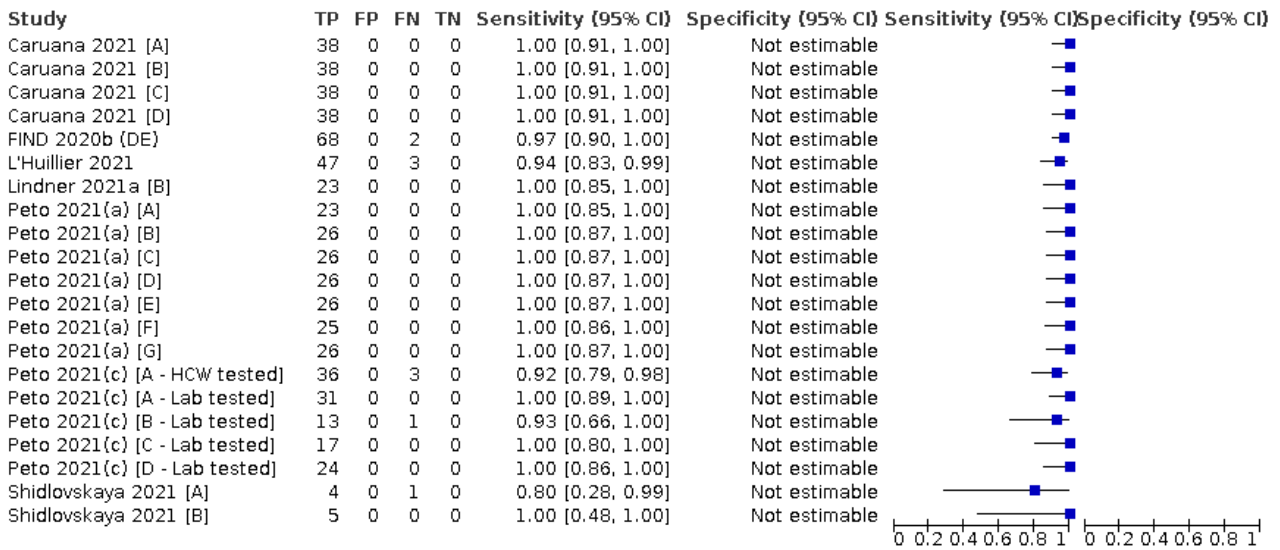 Study TP FP FN TN Sensitivity (95% CI) Specificity (95% CI) Sensitivity (95% CI) Specificity (95% CI)
Caruana 2021 [A] 38 0 0 0 1.00 [0.91, 1.00] Not estimable
Caruana 2021 [B] 38 0 0 0 1.00 [0.91, 1.00] Not estimable
Caruana 2021 [C] 38 0 0 0 1.00 [0.91, 1.00] Not estimable
Caruana 2021 [D] 38 0 0 0 1.00 [0.91, 1.00] Not estimable
FIND 2020b (DE) 68 0 2 0 0.97 [0.90, 1.00] Not estimable
L'Huillier 2021 47 0 3 0 0.94 [0.83, 0.99] Not estimable
Lindner 2021a [B] 23 0 0 0 1.00 [0.85, 1.00] Not estimable
Peto 2021(a) [A] 23 0 0 0 1.00 [0.85, 1.00] Not estimable
Peto 2021(a) [B] 26 0 0 0 1.00 [0.87, 1.00] Not estimable
Peto 2021(a) [C] 26 0 0 0 1.00 [0.87, 1.00] Not estimable
Peto 2021(a) [D] 26 0 0 0 1.00 [0.87, 1.00] Not estimable
Peto 2021(a) [E] 26 0 0 0 1.00 [0.87, 1.00] Not estimable
Peto 2021(a) [F] 25 0 0 0 1.00 [0.86, 1.00] Not estimable
Peto 2021(a) [G] 26 0 0 0 1.00 [0.87, 1.00] Not estimable
Peto 2021(c) [A - HCW tested] 36 0 3 0 0.92 [0.79, 0.98] Not estimable
Peto 2021(c) [A - Lab tested] 31 0 0 0 1.00 [0.89, 1.00] Not estimable
Peto 2021(c) [B - Lab tested] 13 0 1 0 0.93 [0.66, 1.00] Not estimable
Peto 2021(c) [C - Lab tested] 17 0 0 0 1.00 [0.80, 1.00] Not estimable
Peto 2021(c) [D - Lab tested] 24 0 0 0 1.00 [0.86, 1.00] Not estimable
Shidlovskaya 2021 [A] 4 0 1 0 0.80 [0.28, 0.99] Not estimable
Shidlovskaya 2021 [B] 5 0 0 0 1.00 [0.48, 1.00] Not estimable
0 0.2 0.4 0.6 0.8 1 0 0.2 0.4 0.6 0.8 1